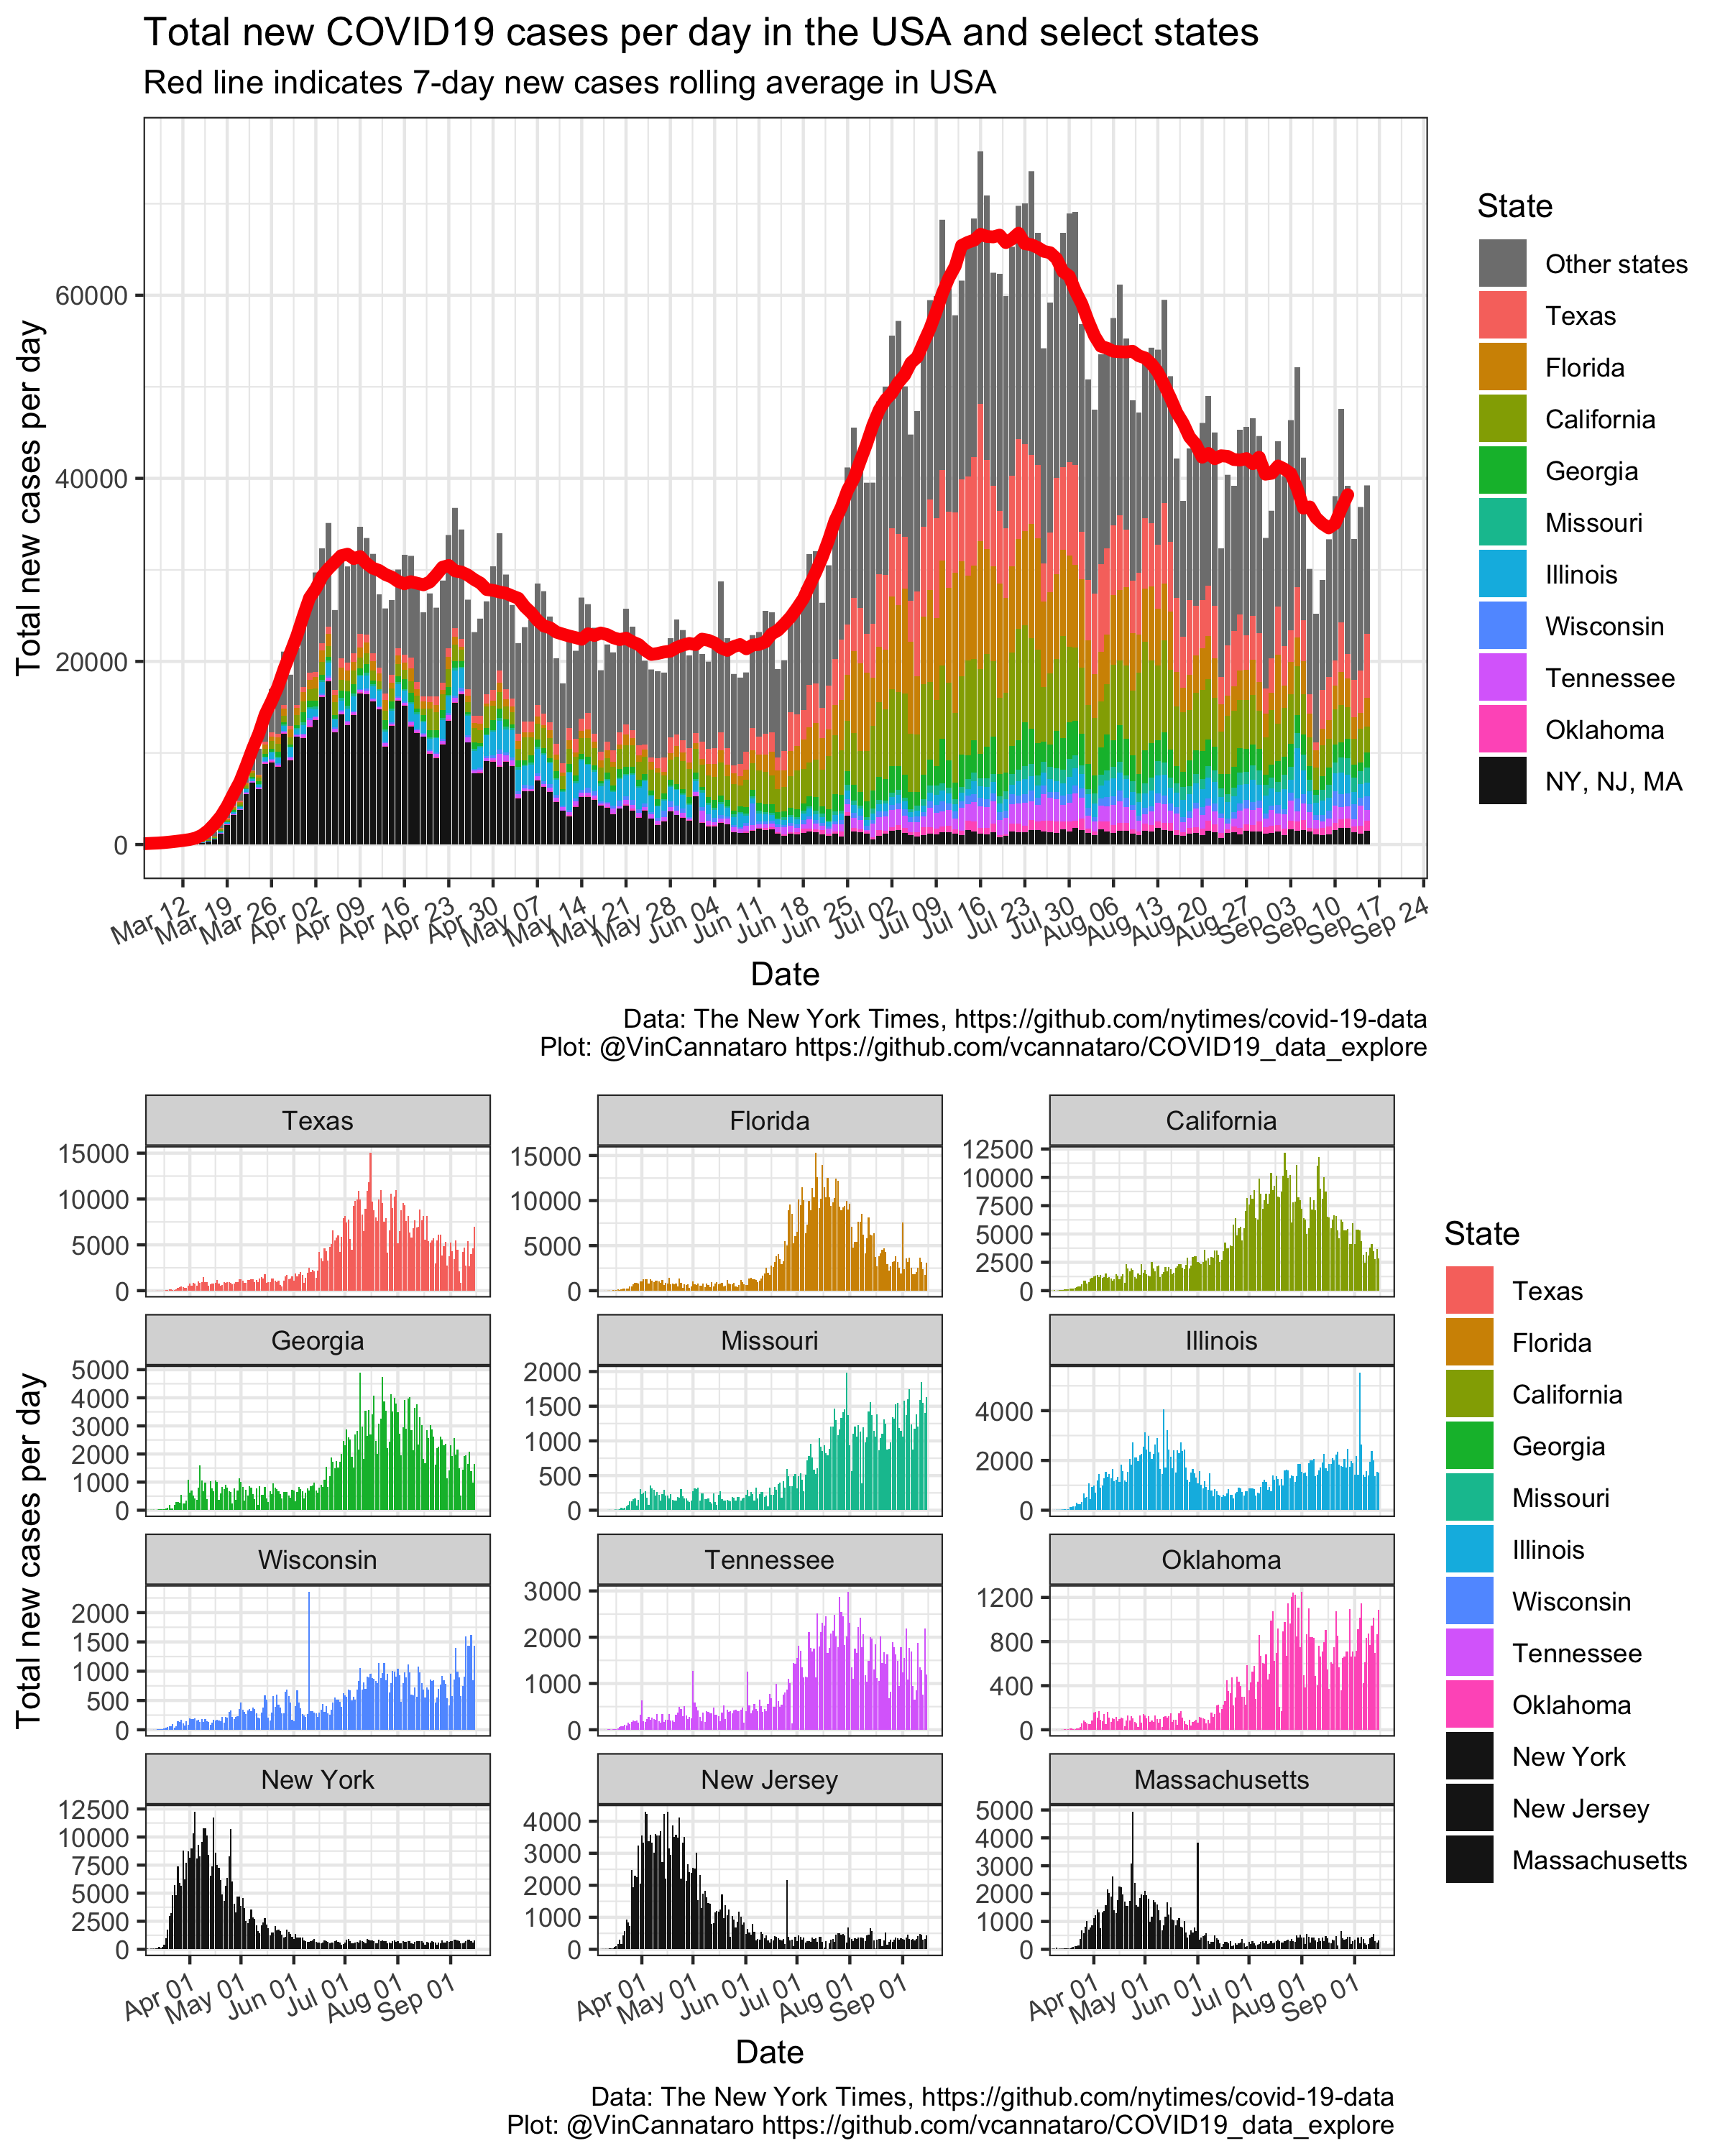 Total new COVID19 cases per day in the USA and select states
Red line indicates 7-day new cases rolling average in USA
Total new cases per day
60000
40000
20000
0
Mar 12 Mar 19 Mar 26 Apr 02 Apr 09 Apr 16 Apr 23 Apr 30 May 07 May 14 May 21 May 28 Jun 04 Jun 11 Jun 18 Jun 25 Jul 02 Jul 09 Jul 16 Jul 23 Jul 30 Aug 06 Aug 13 Aug 20 Aug 27 Sep 03 Sep 10 Sep 17 Sep 24
Date
State
Other states
Texas
Florida
California
Georgia
Missouri
Illinois
Wisconsin
Tennessee
Oklahoma
NY, NJ, MA
Data: The New York Times, https://github.com/nytimes/covid-19-data
Plot: @VinCannataro https://github.com/vcannataro/COVID19_data_explore
Total new cases per day
Texas
15000
10000
5000
0
Florida
15000
10000
5000
0
California
12500
10000
7500
5000
2500
0
Georgia
5000
4000
3000
2000
1000
0
Missouri
2000
1500
1000
500
0
Illinois
4000
2000
0
Wisconsin
2000
1500
1000
500
0
Tennessee
3000
2000
1000
0
Oklahoma
1200
800
400
0
New York
12500
10000
7500
5000
2500
0
Apr 01 May 01 Jun 01 Jul 01 Aug 01 Sep 01
New Jersey
4000
3000
2000
1000
0
Apr 01 May 01 Jun 01 Jul 01 Aug 01 Sep 01
Massachusetts
5000
4000
3000
2000
1000
0
Apr 01 May 01 Jun 01 Jul 01 Aug 01 Sep 01
Date
State
Texas
Florida
California
Georgia
Missouri
Illinois
Wisconsin
Tennessee
Oklahoma
New York
New Jersey
Massachusetts
Data: The New York Times, https://github.com/nytimes/covid-19-data
Plot: @VinCannataro https://github.com/vcannataro/COVID19_data_explore